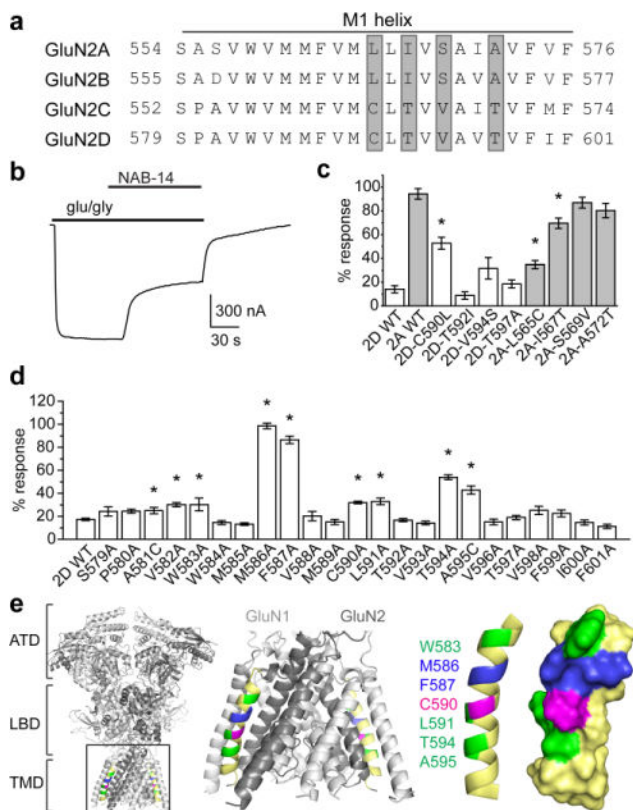 a
M1 helix
GluN2A 554 S A S V W V M M F V M L L I V S A I A V F V F 576
GluN2B 555 S A D V W V M M F V M L L I V S A V A V F V F 577
GluN2C 552 S P A V W V M M F V M C L T V V A I T V F M F 574
GluN2D 579 S P A V W V M M F V M C L T V V A V T V F I F 601
b
NAB-14
glu/gly
300 nA
30 s
c
% response
100
80
60
40
20
0
* * *
2D WT
2A WT
2D-C590L
2D-T592I
2D-V594S
2D-T597A
2A-L565C
2A-I567T
2A-S569V
2A-A572T
d
% response
120
100
80
60
40
20
0
* * * * * * * * *
2D WT
S579A
P580A
A581C
V582A
W583A
W584A
M585A
M586A
F587A
V588A
M589A
C590A
L591A
T592A
V593A
T594A
A595C
V596A
T597A
V598A
F599A
I600A
F601A
e
ATD
LBD
TMD
GluN1 GluN2
W583
M586
F587
C590
L591
T594
A595